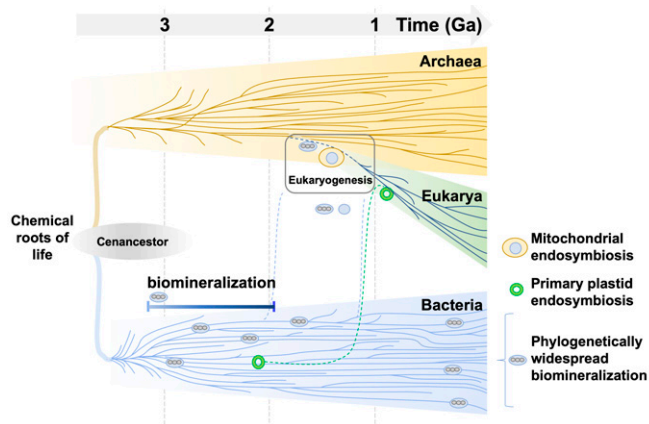 3 2 1 Time (Ga)
Archaea
Eukaryogenesis
Eukarya
Chemical
roots of
life
Cenancestor
biomineralization
Bacteria
Mitochondrial
endosymbiosis
Primary plastid
endosymbiosis
Phylogenetically
widespread
biomineralization